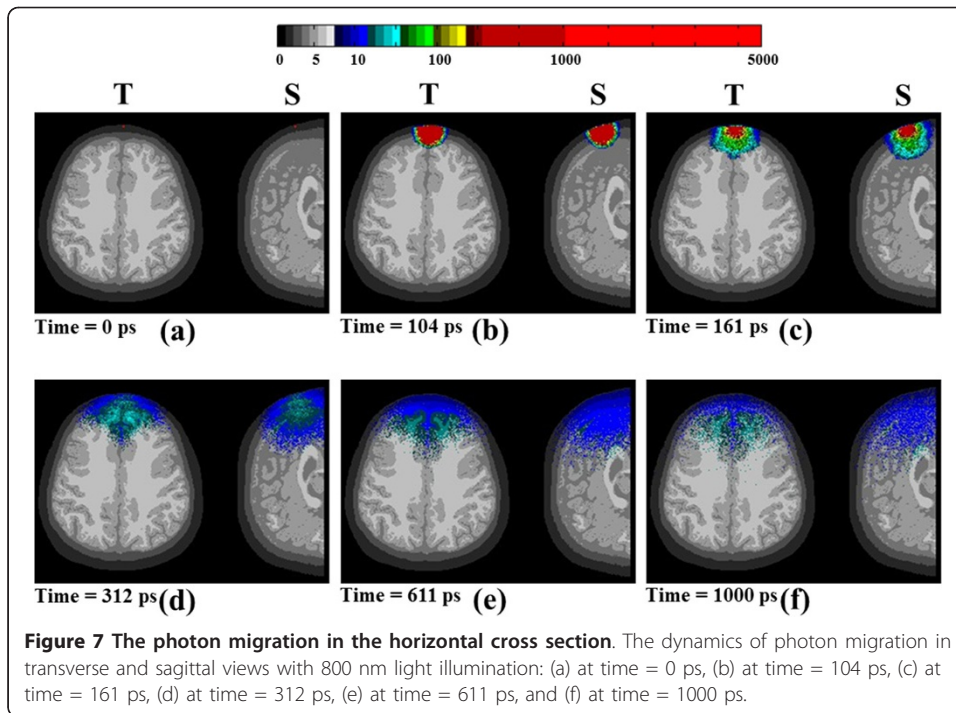 0 5 10 100 1000 5000
T S T S T S
Time = 0 ps (a) Time = 104 ps (b) Time = 161 ps (c)
Time = 312 ps (d) Time = 611 ps (e) Time = 1000 ps (f)
Figure 7 The photon migration in the horizontal cross section. The dynamics of photon migration in
transverse and sagittal views with 800 nm light illumination: (a) at time = 0 ps, (b) at time = 104 ps, (c) at
time = 161 ps, (d) at time = 312 ps, (e) at time = 611 ps, and (f) at time = 1000 ps.